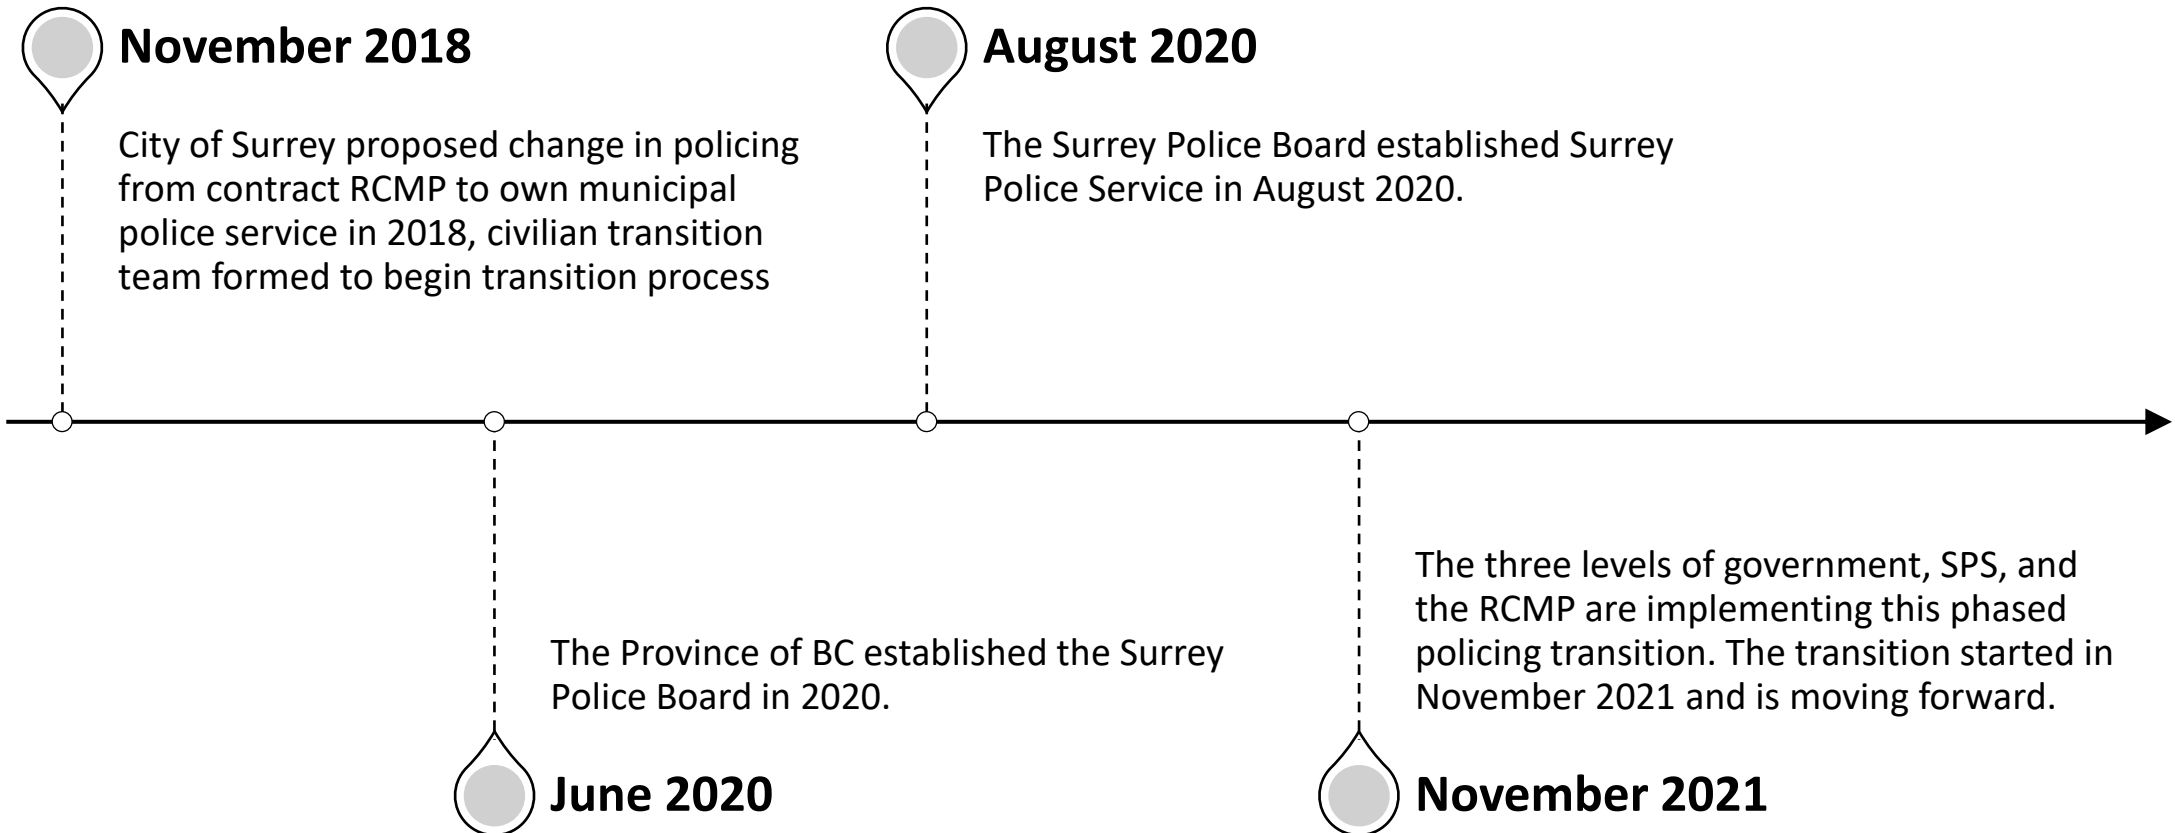 November 2018
City of Surrey proposed change in policing
from contract RCMP to own municipal
police service in 2018, civilian transition
team formed to begin transition process
August 2020
The Surrey Police Board established Surrey
Police Service in August 2020.
The Province of BC established the Surrey
Police Board in 2020.
June 2020
The three levels of government, SPS, and
the RCMP are implementing this phased
policing transition. The transition started in
November 2021 and is moving forward.
November 2021